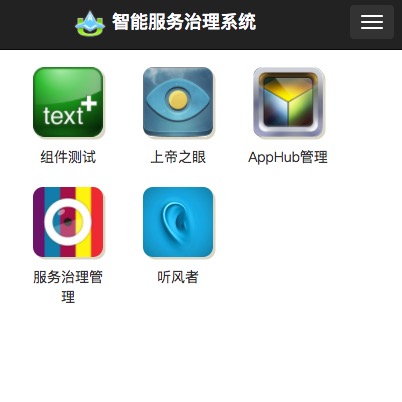 智能服务治理系统
text+
组件测试
上帝之眼
AppHub管理
服务治理管
理
听风者